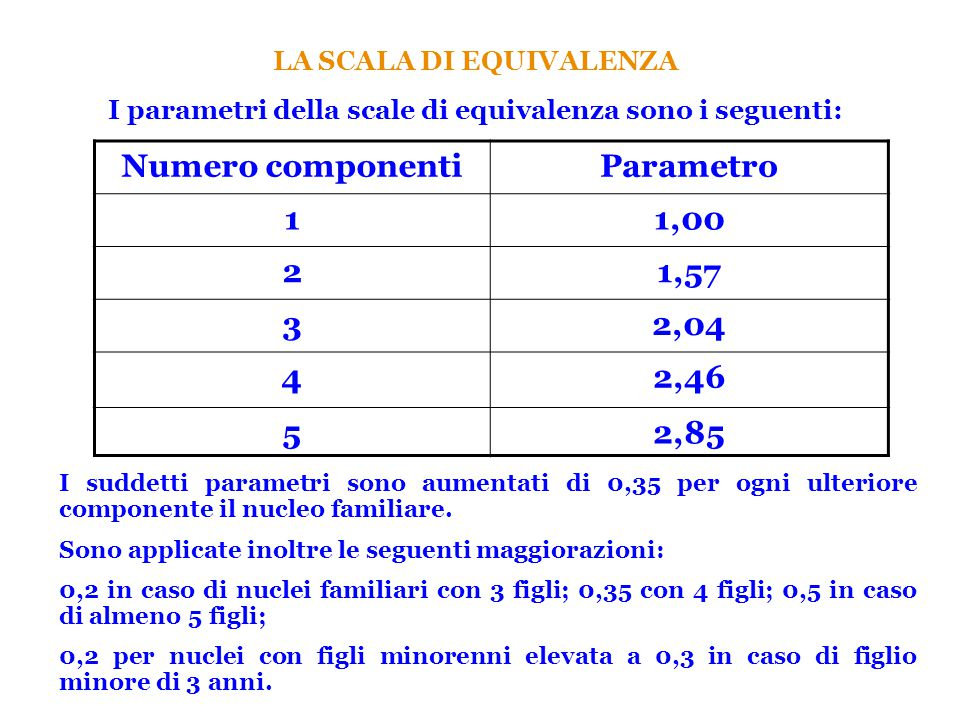 LA SCALA DI EQUIVALENZA
I parametri della scale di equivalenza sono i seguenti:
Numero componenti Parametro
1 1,00
2 1,57
3 2,04
4 2,46
5 2,85
I suddetti parametri sono aumentati di 0,35 per ogni ulteriore
componente il nucleo familiare.
Sono applicate inoltre le seguenti maggiorazioni:
0,2 in caso di nuclei familiari con 3 figli; 0,35 con 4 figli; 0,5 in caso
di almeno 5 figli;
0,2 per nuclei con figli minorenni elevata a 0,3 in caso di figlio
minore di 3 anni.